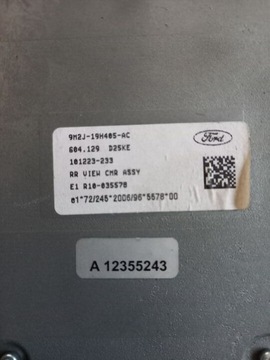 9M2J-19H405-AC
604.129 D25KE
101223-233
RR VIEW CMR ASSY
E1 R10-035578
01*72/245*2006/96*5578*00
Ford
A 12355243